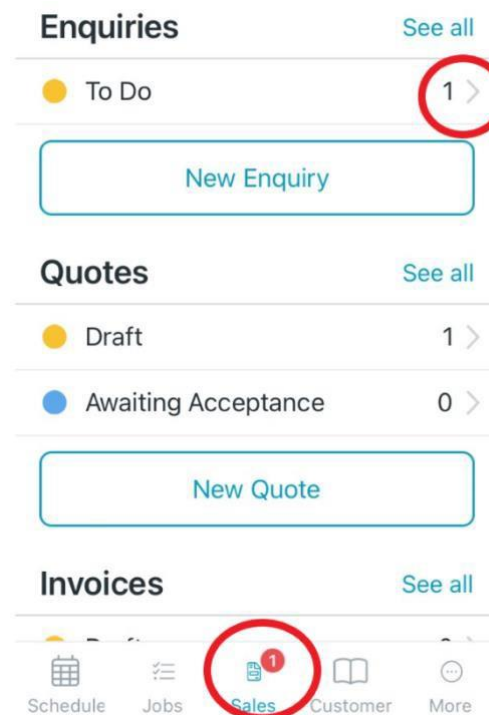 Enquiries See all
To Do 1
New Enquiry
Quotes See all
Draft 1
Awaiting Acceptance 0
New Quote
Invoices See all
1
Schedule Jobs Sales Customer More